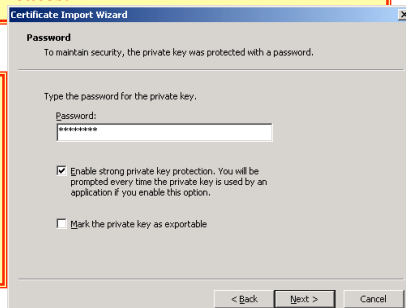 Certificate Import Wizard
Password
To maintain security, the private key was protected with a password.
Type the password for the private key.
Password:
********
Enable strong private key protection. You will be
prompted every time the private key is used by an
application if you enable this option.
Mark the private key as exportable
< Back
Next >
Cancel